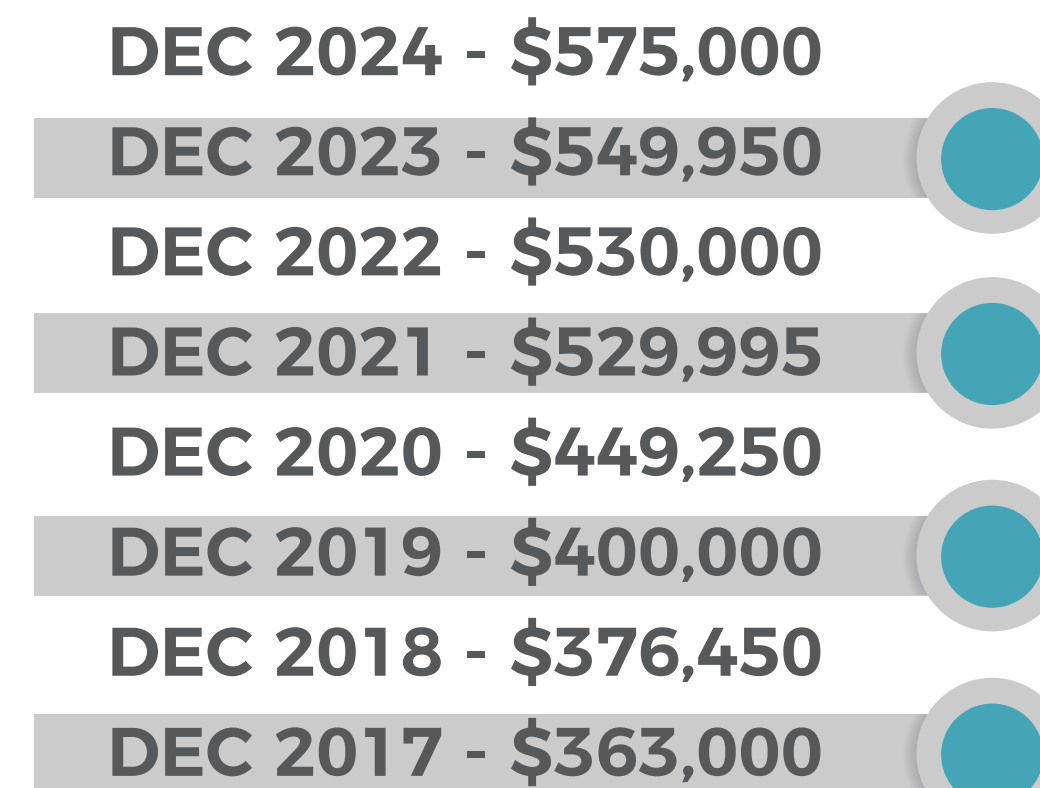 DEC 2024 - $575,000
DEC 2023 - $549,950
DEC 2022 - $530,000
DEC 2021 - $529,995
DEC 2020 - $449,250
DEC 2019 - $400,000
DEC 2018 - $376,450
DEC 2017 - $363,000